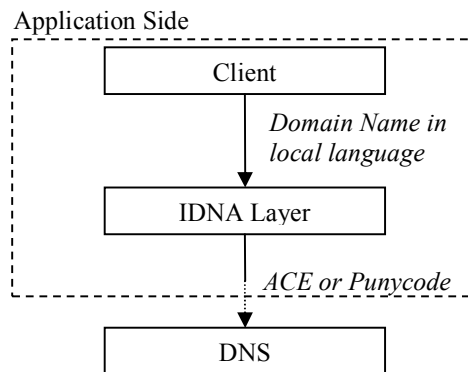 Application Side
Client
Domain Name in
local language
IDNA Layer
ACE or Punycode
DNS